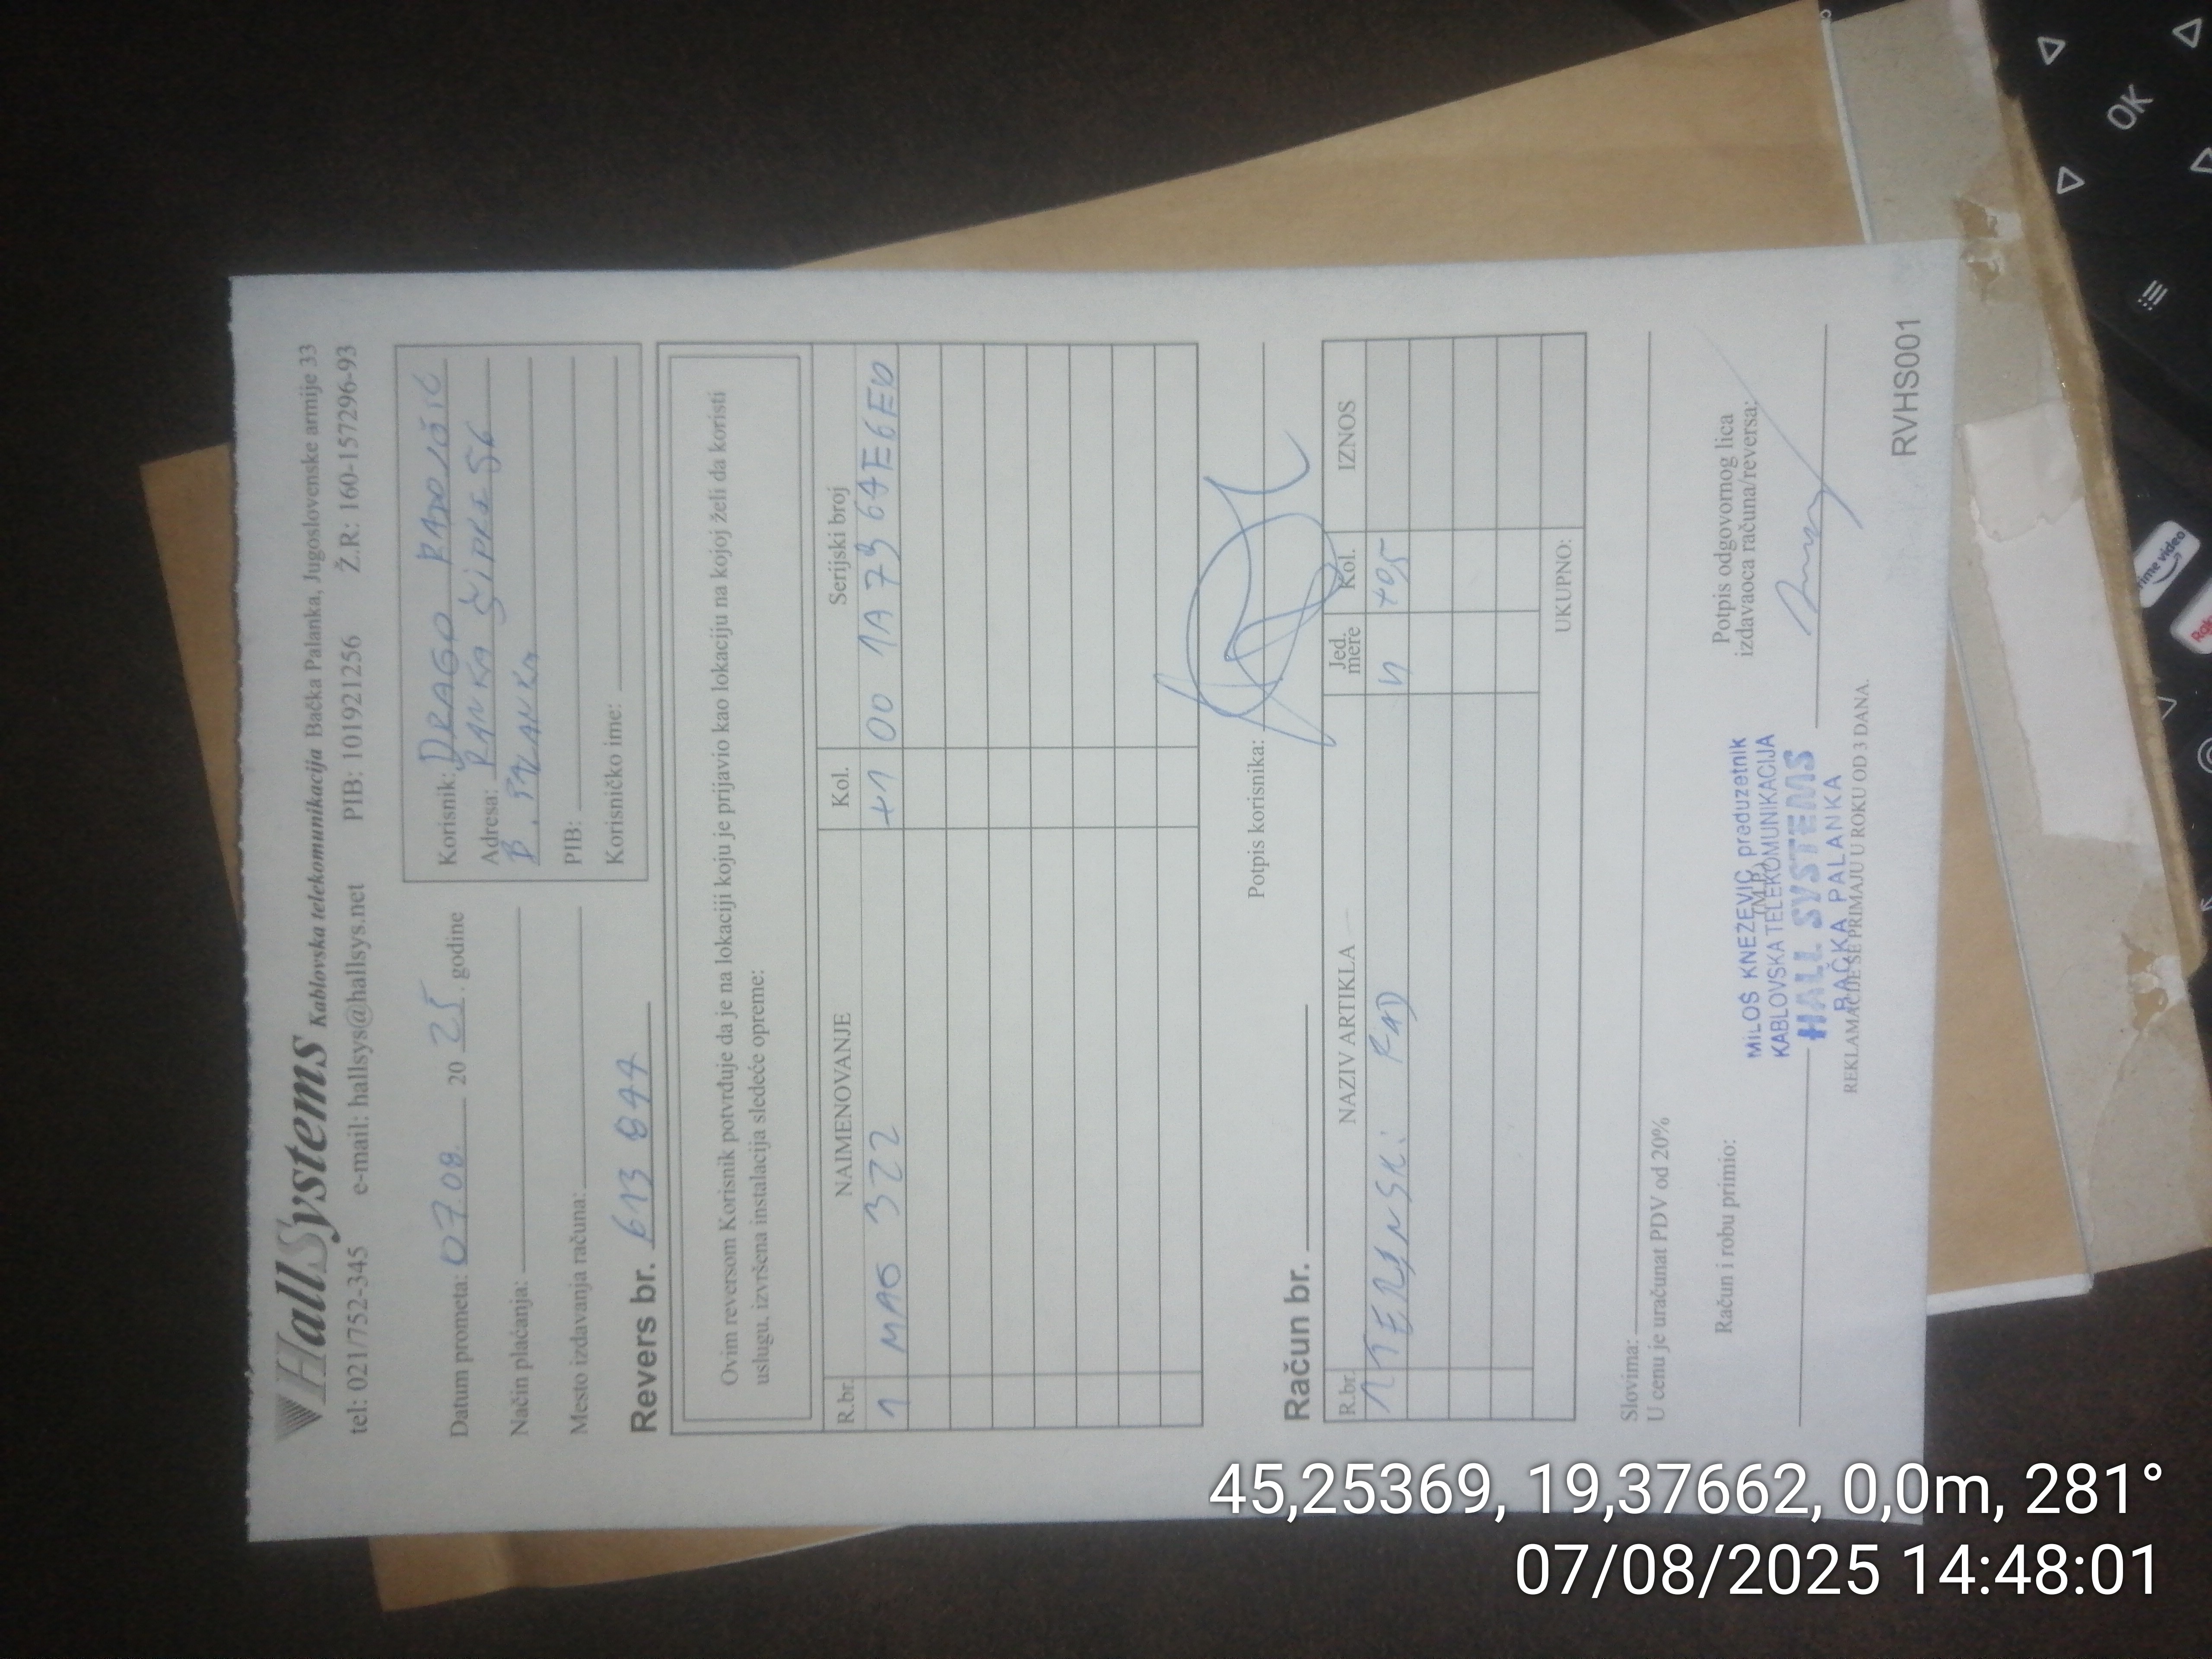 HallSystems Kablovska telekomunikacija Bačka Palanka, Jugoslovenske armije 33
tel: 021/752-345 e-mail: hallsys@hallsys.net PIB: 101921256 Ž.R.: 160-157296-93
Datum prometa: 07.08. 2025. godine
Način plaćanja:
Mesto izdavanja računa:
Korisnik: DRAGO
Adresa: RANKA ŠIPKE 56
B. PALANKA
PIB:
Korisničko ime:
Revers br. 613 844
Ovim reversom Korisnik potvrđuje da je na lokaciji koju je prijavio kao lokaciju na kojoj želi da koristi
uslugu, izvršena instalacija sledeće opreme:
R.br. NAIMENOVANJE Kol. Serijski broj
1 MAG 322 +1 00 1A 79
Potpis korisnika:
Račun br.
R.br. NAZIV ARTIKLA Jed. mere Kol. IZNOS
1 TERENSKI RAD h +0,5
UKUPNO:
Slovima:
U cenu je uračunat PDV od 20%
Račun i robu primio:
(M.P.)
Potpis odgovornog lica
izdavaoca računa/reversa:
MILOŠ KNEŽEVIĆ preduzetnik
KABLOVSKA TELEKOMUNIKACIJA
HALL SYSTEMS
BAČKA PALANKA
REKLAMACIJE SE PRIMAJU U ROKU OD 3 DANA.
RVHS001
OK
prime video
45,25369, 19,37662, 0,0m, 281°
07/08/2025 14:48:01